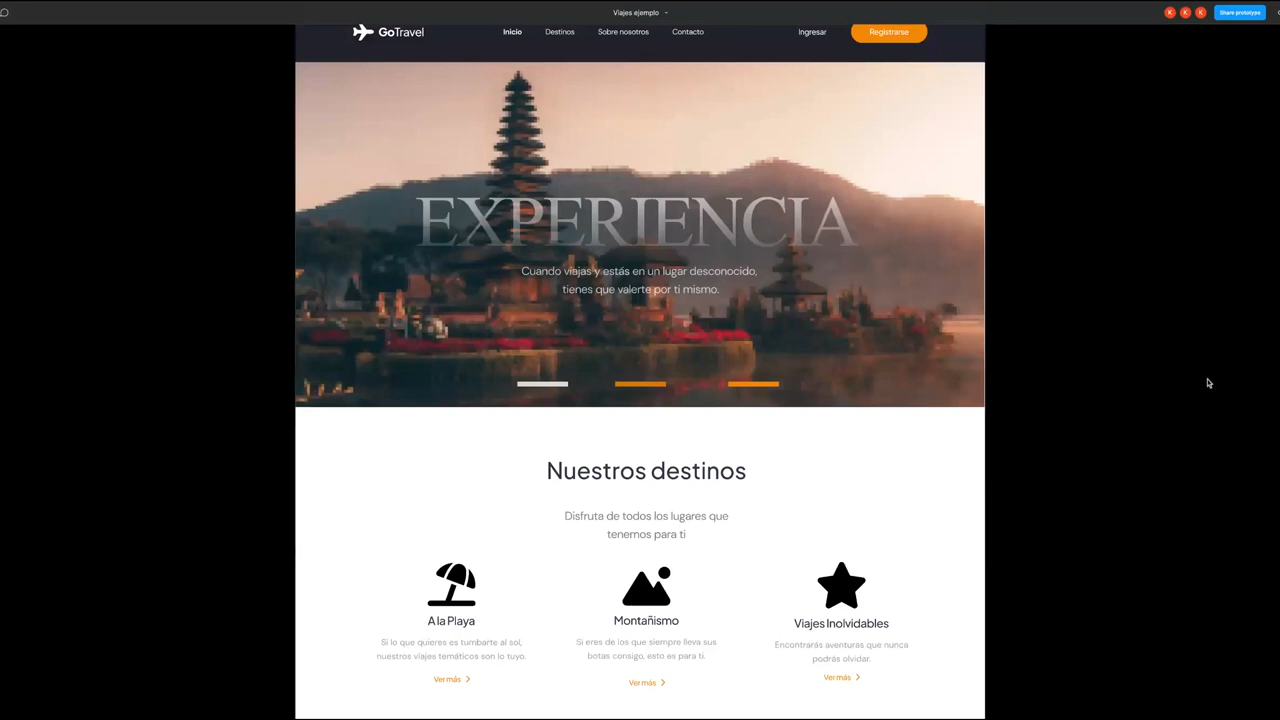 Viajes ejemplo
K K K
Share prototype
GoTravel
Inicio
Destinos
Sobre nosotros
Contacto
Ingresar
Registrarse
EXPERIENCIA
Cuando viajas y estás en un lugar desconocido,
tienes que valerte por ti mismo.
Nuestros destinos
Disfruta de todos los lugares que
tenemos para ti
A la Playa
Si lo que quieres es tumbarte al sol,
nuestros viajes temáticos son lo tuyo.
Ver más
Montañismo
Si eres de los que siempre lleva sus
botas consigo, esto es para ti.
Ver más
Viajes Inolvidables
Encontrarás aventuras que nunca
podrás olvidar.
Ver más